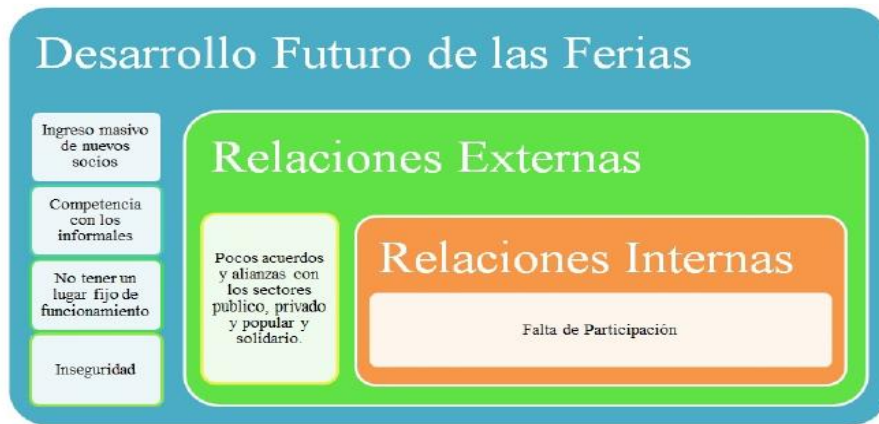 Desarrollo Futuro de las Ferias
Ingreso masivo
de nuevos
socios
Competencia
con los
informales
No tener un
lugar fijo de
funcionamiento
Inseguridad
Relaciones Externas
Pocos acuerdos
y alianzas con
los sectores
publico, privado
y popular y
solidario.
Relaciones Internas
Falta de Participación